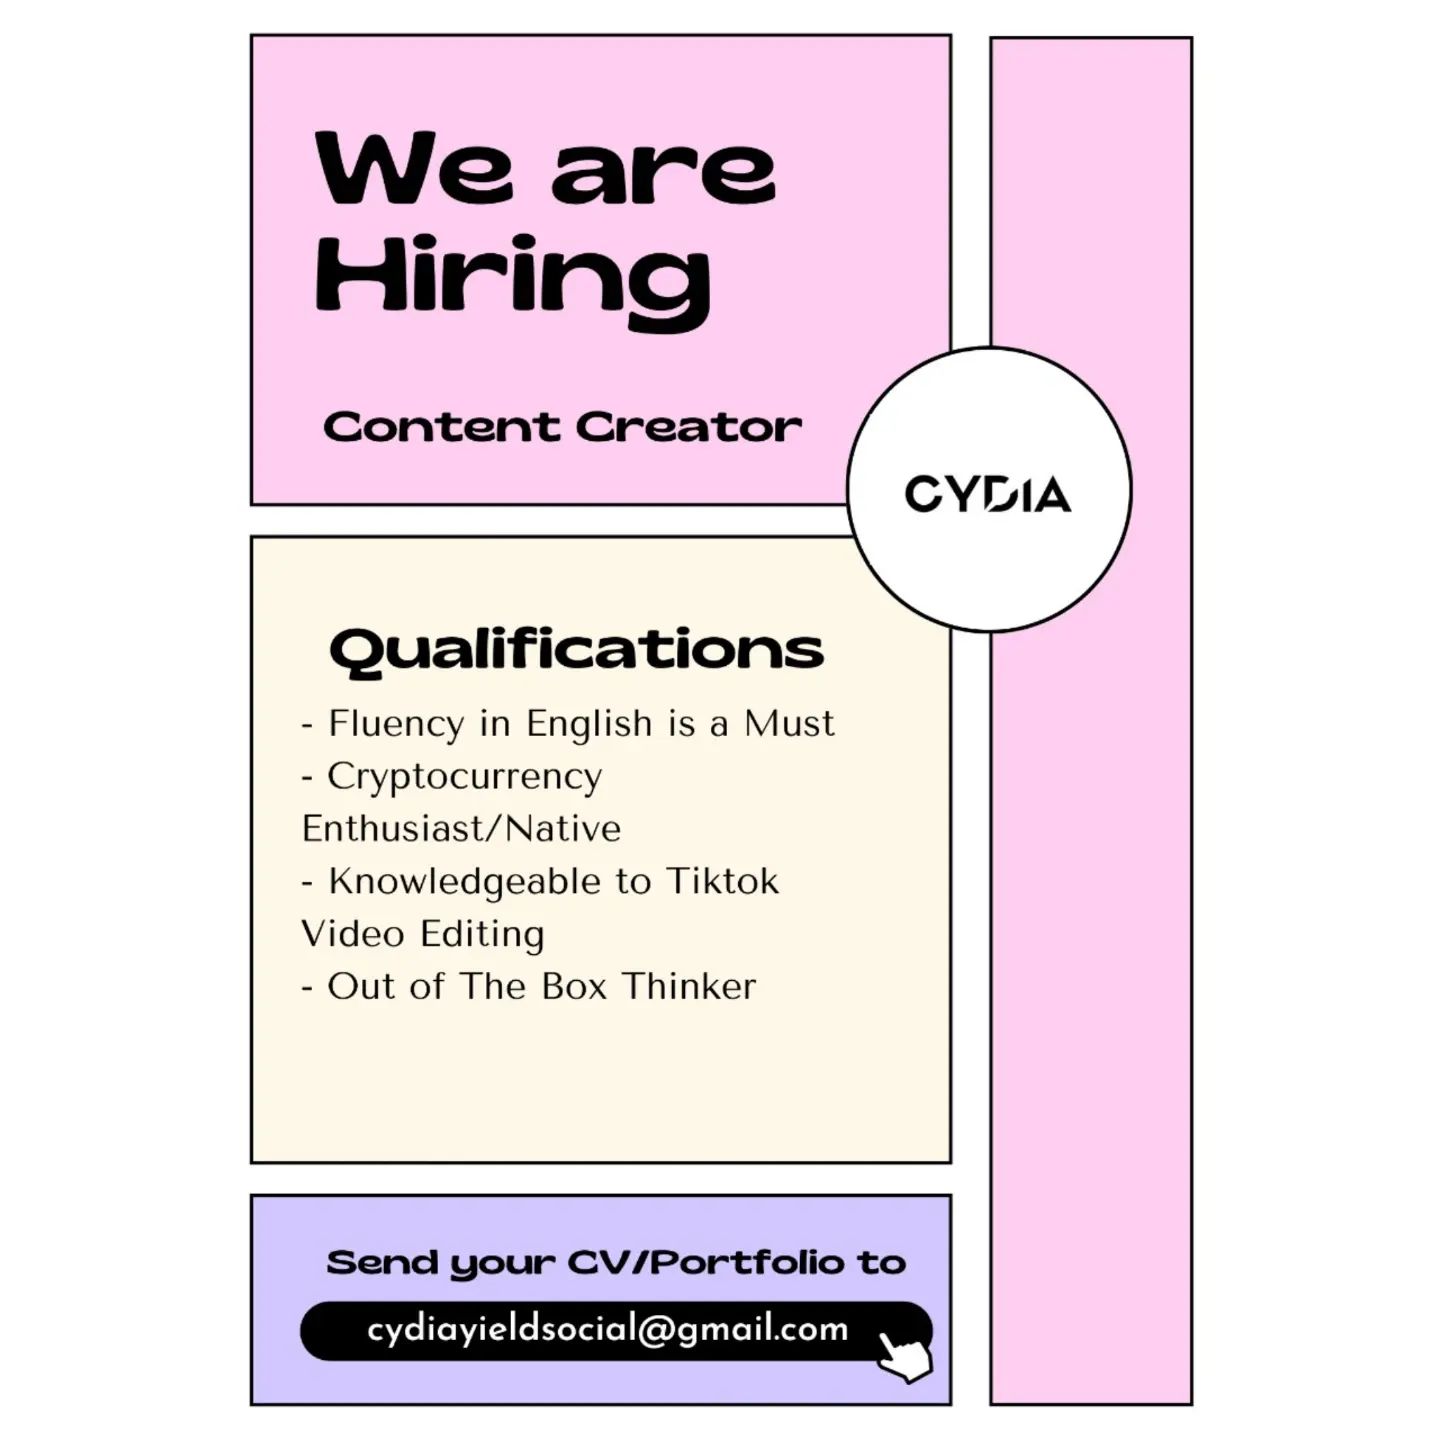 We are
Hiring
Content Creator
CYDIA
Qualifications
- Fluency in English is a Must
- Cryptocurrency
Enthusiast/Native
- Knowledgeable to Tiktok
Video Editing
- Out of The Box Thinker
Send your CV/Portfolio to
cydiayieldsocial@gmail.com